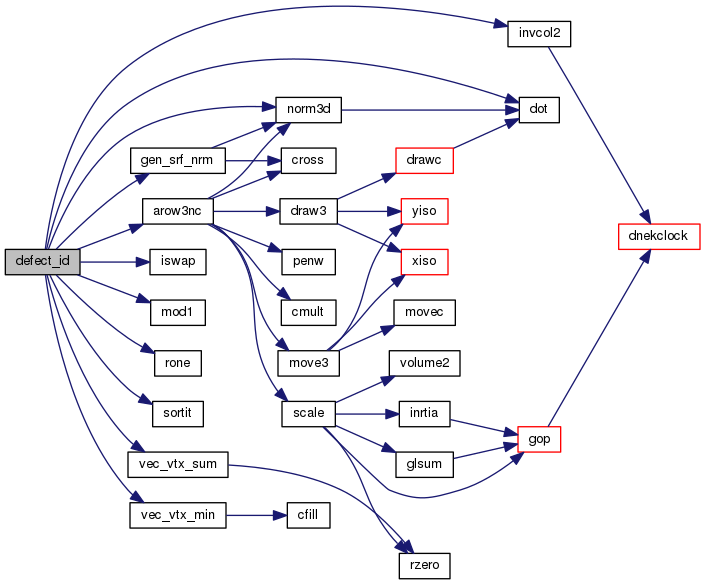 invcol2
norm3d
dot
gen_srf_nrm
cross
drawc
arow3nc
draw3
yiso
dnekclock
defect_id
iswap
penw
xiso
mod1
cmult
movec
rone
move3
volume2
sortit
scale
inrtia
gop
vec_vtx_sum
glsum
vec_vtx_min
cfill
rzero